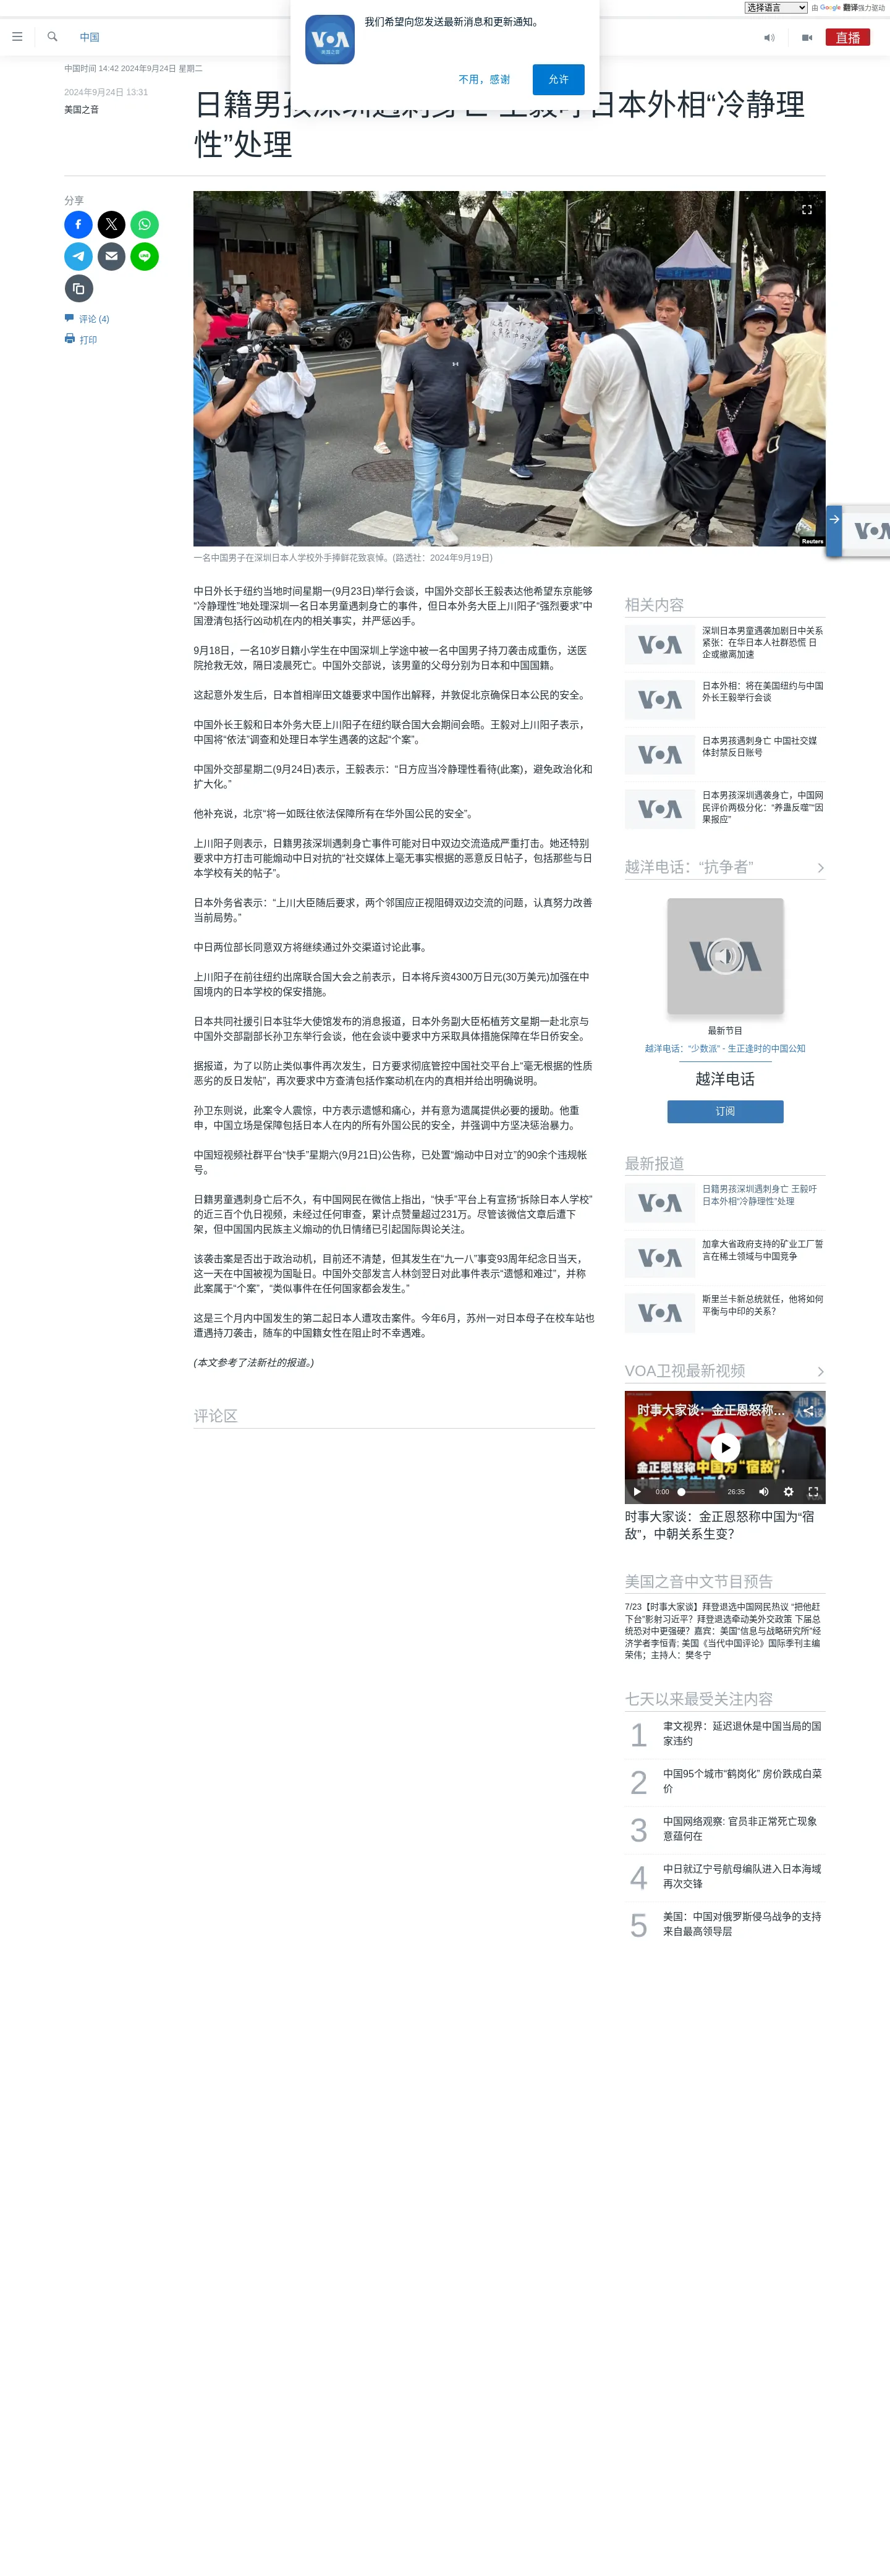 选择语言 由 Google 翻译强力驱动
我们希望向您发送最新消息和更新通知。
VOA
美国之音
不用，感谢
允许
中国
直播
中国时间 14:42 2024年9月24日 星期二
2024年9月24日 13:31
美国之音
日本外相“冷静理
性”处理
分享
评论 (4)
打印
Reuters
一名中国男子在深圳日本人学校外手捧鲜花致哀悼。(路透社：2024年9月19日)
中日外长于纽约当地时间星期一(9月23日)举行会谈，中国外交部长王毅表达他希望东京能够
“冷静理性”地处理深圳一名日本男童遇刺身亡的事件，但日本外务大臣上川阳子“强烈要求”中
国澄清包括行凶动机在内的相关事实，并严惩凶手。
9月18日，一名10岁日籍小学生在中国深圳上学途中被一名中国男子持刀袭击成重伤，送医
院抢救无效，隔日凌晨死亡。中国外交部说，该男童的父母分别为日本和中国国籍。
这起意外发生后，日本首相岸田文雄要求中国作出解释，并敦促北京确保日本公民的安全。
中国外长王毅和日本外务大臣上川阳子在纽约联合国大会期间会晤。王毅对上川阳子表示，
中国将“依法”调查和处理日本学生遇袭的这起“个案”。
中国外交部星期二(9月24日)表示，王毅表示：“日方应当冷静理性看待(此案)，避免政治化和
扩大化。”
他补充说，北京“将一如既往依法保障所有在华外国公民的安全”。
上川阳子则表示，日籍男孩深圳遇刺身亡事件可能对日中双边交流造成严重打击。她还特别
要求中方打击可能煽动中日对抗的“社交媒体上毫无事实根据的恶意反日帖子，包括那些与日
本学校有关的帖子”。
日本外务省表示：“上川大臣随后要求，两个邻国应正视阻碍双边交流的问题，认真努力改善
当前局势。”
中日两位部长同意双方将继续通过外交渠道讨论此事。
上川阳子在前往纽约出席联合国大会之前表示，日本将斥资4300万日元(30万美元)加强在中
国境内的日本学校的保安措施。
日本共同社援引日本驻华大使馆发布的消息报道，日本外务副大臣柘植芳文星期一赴北京与
中国外交部副部长孙卫东举行会谈，他在会谈中要求中方采取具体措施保障在华日侨安全。
据报道，为了以防止类似事件再次发生，日方要求彻底管控中国社交平台上“毫无根据的性质
恶劣的反日发帖”，再次要求中方查清包括作案动机在内的真相并给出明确说明。
孙卫东则说，此案令人震惊，中方表示遗憾和痛心，并有意为遗属提供必要的援助。他重
申，中国立场是保障包括日本人在内的所有外国公民的安全，并强调中方坚决惩治暴力。
中国短视频社群平台“快手”星期六(9月21日)公告称，已处置“煽动中日对立”的90余个违规帐
号。
日籍男童遇刺身亡后不久，有中国网民在微信上指出，“快手”平台上有宣扬“拆除日本人学校”
的近三百个仇日视频，未经过任何审查，累计点赞量超过231万。尽管该微信文章后遭下
架，但中国国内民族主义煽动的仇日情绪已引起国际舆论关注。
该袭击案是否出于政治动机，目前还不清楚，但其发生在“九一八”事变93周年纪念日当天，
这一天在中国被视为国耻日。中国外交部发言人林剑翌日对此事件表示“遗憾和难过”，并称
此案属于“个案”，“类似事件在任何国家都会发生。”
这是三个月内中国发生的第二起日本人遭攻击案件。今年6月，苏州一对日本母子在校车站也
遭遇持刀袭击，随车的中国籍女性在阻止时不幸遇难。
(本文参考了法新社的报道。)
评论区
相关内容
深圳日本男童遇袭加剧日中关系
紧张：在华日本人社群恐慌 日
企或撤离加速
日本外相：将在美国纽约与中国
外长王毅举行会谈
日本男孩遇刺身亡 中国社交媒
体封禁反日账号
日本男孩深圳遇袭身亡，中国网
民评价两极分化：“养蛊反噬”“因
果报应”
越洋电话：“抗争者”
最新节目
越洋电话：“少数派” - 生正逢时的中国公知
越洋电话
订阅
最新报道
日籍男孩深圳遇刺身亡 王毅吁
日本外相“冷静理性”处理
加拿大省政府支持的矿业工厂誓
言在稀土领域与中国竞争
斯里兰卡新总统就任，他将如何
平衡与中印的关系？
VOA卫视最新视频
时事大家谈：金正恩怒称...
金正恩怒称中国为“宿敌”，
0:00 26:35
时事大家谈：金正恩怒称中国为“宿
敌”，中朝关系生变？
美国之音中文节目预告
7/23【时事大家谈】拜登退选中国网民热议 “把他赶
下台”影射习近平？拜登退选牵动美外交政策 下届总
统恐对中更强硬？嘉宾：美国“信息与战略研究所”经
济学者李恒青; 美国《当代中国评论》国际季刊主编
荣伟；主持人：樊冬宁
七天以来最受关注内容
1 聿文视界：延迟退休是中国当局的国
家违约
2 中国95个城市“鹤岗化” 房价跌成白菜
价
3 中国网络观察: 官员非正常死亡现象
意蕴何在
4 中日就辽宁号航母编队进入日本海域
再次交锋
5 美国：中国对俄罗斯侵乌战争的支持
来自最高领导层